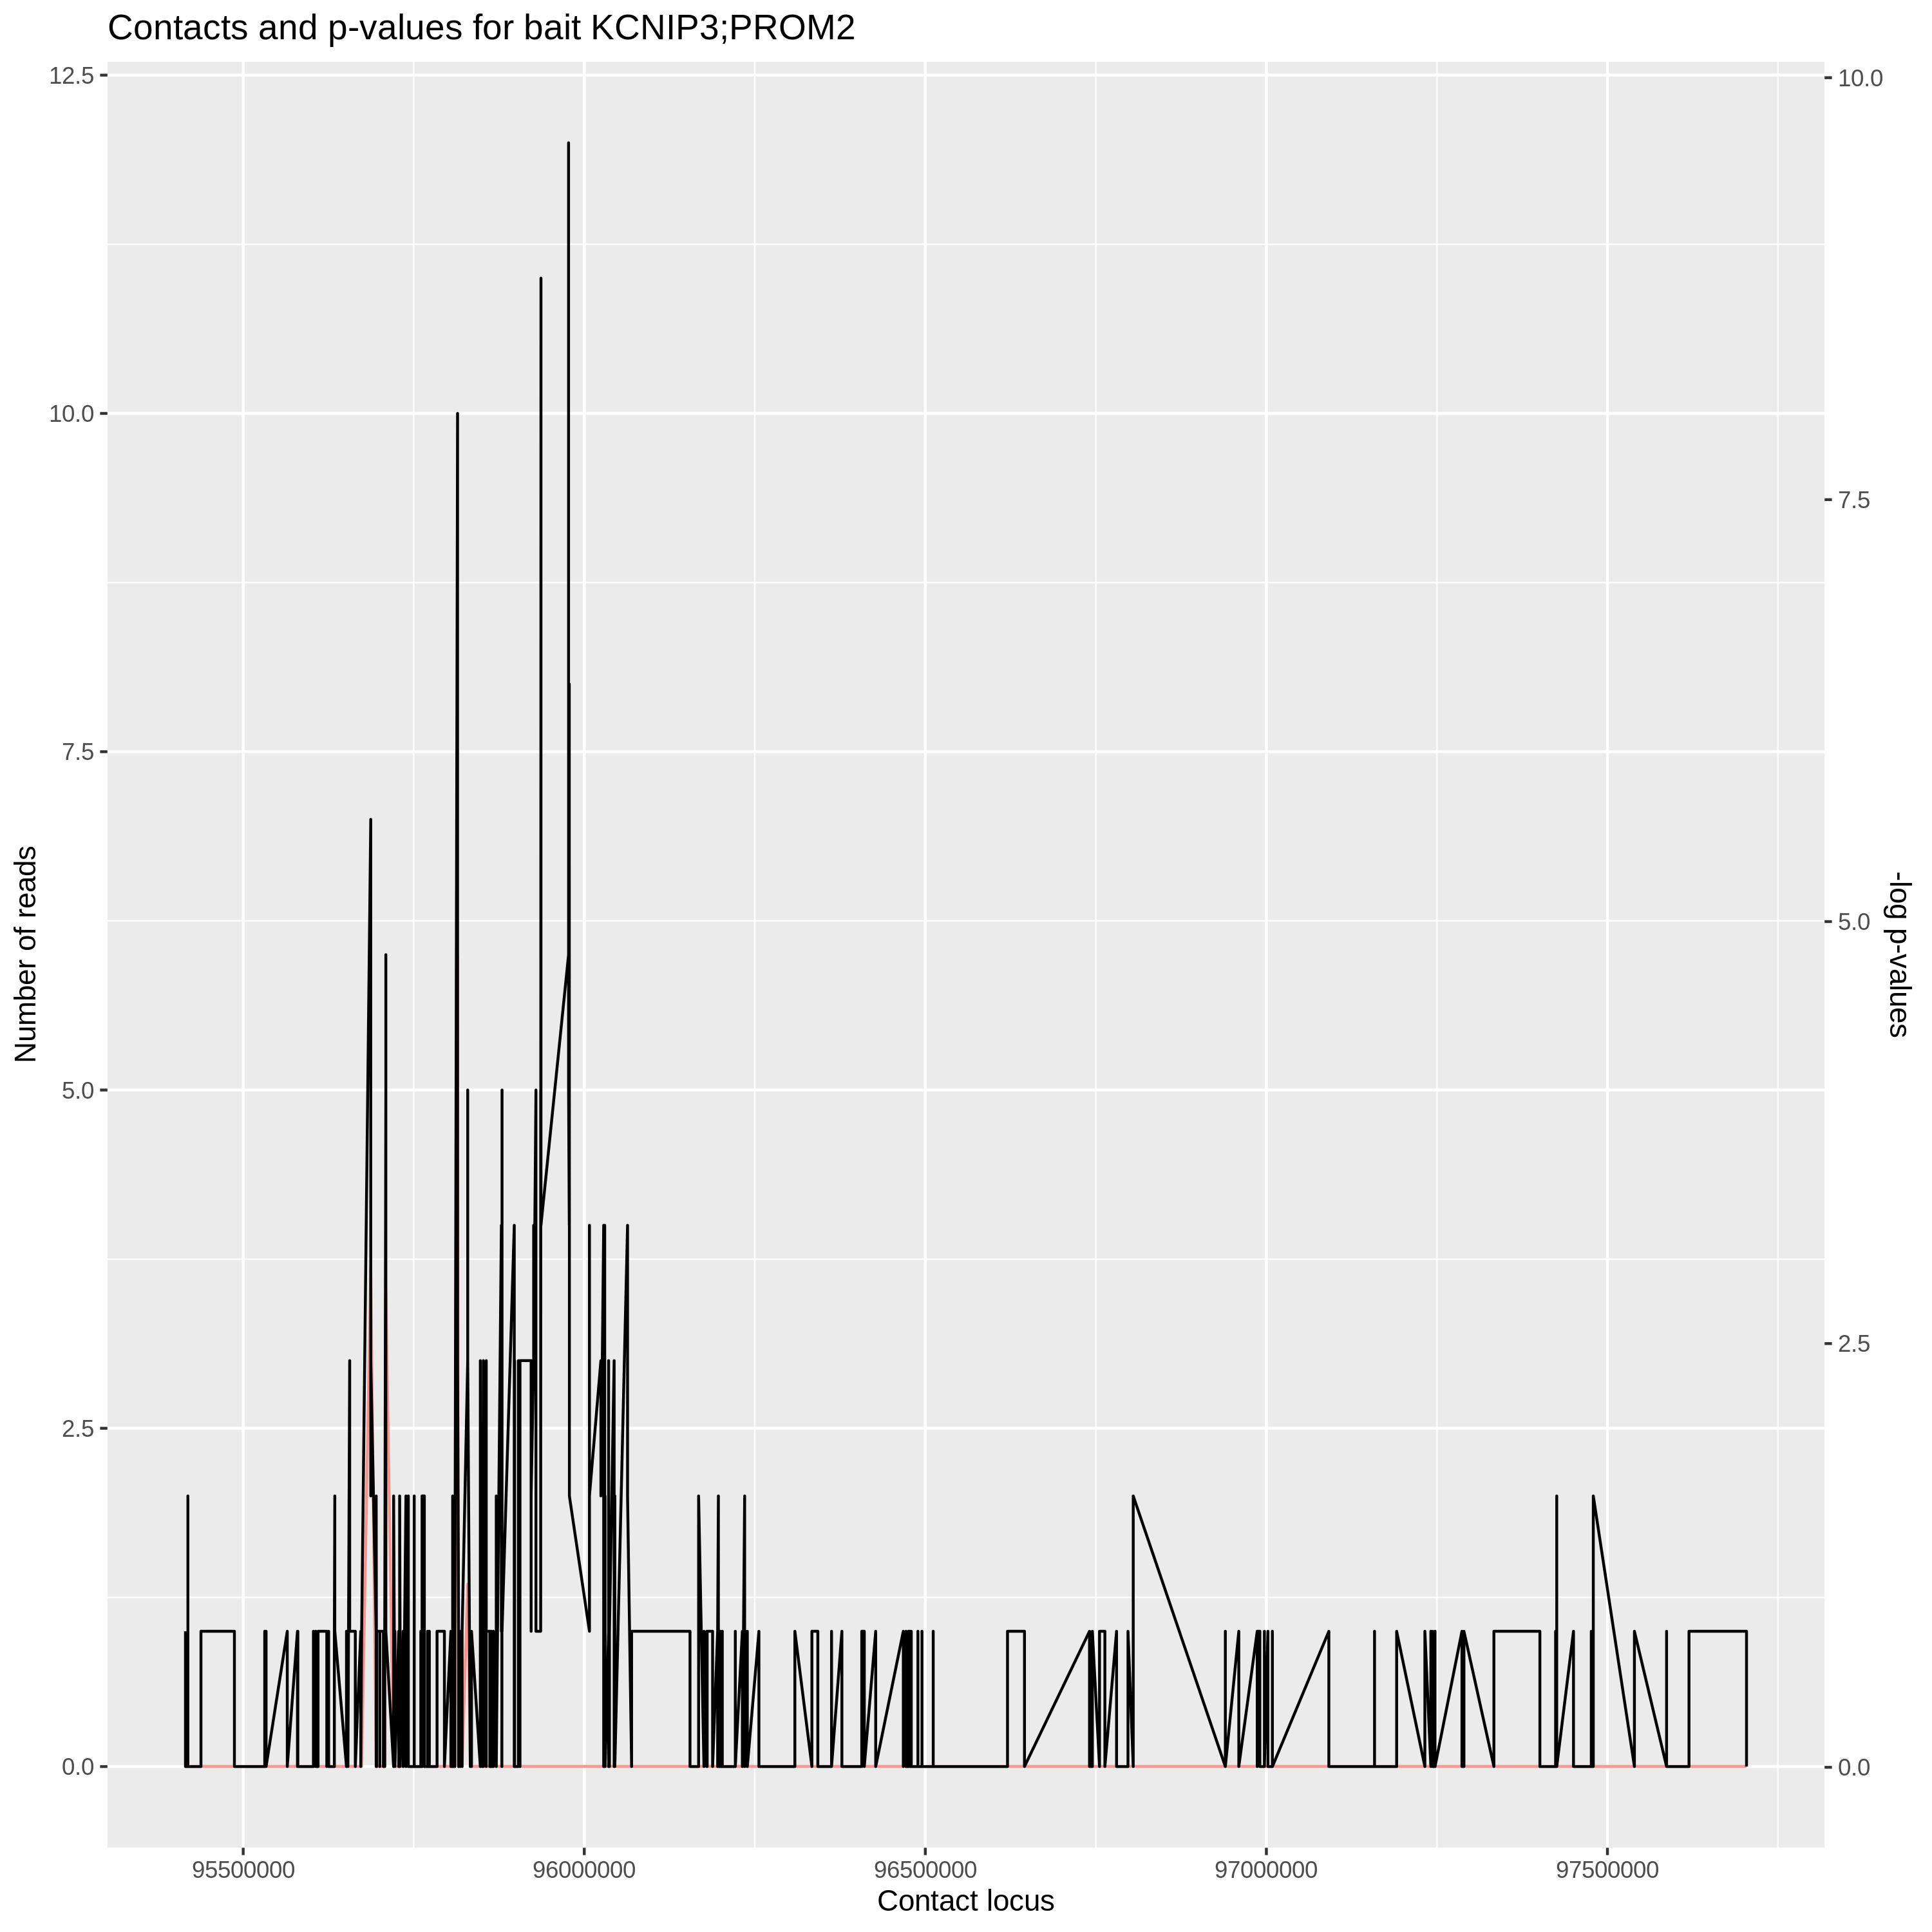 Contacts and p-values for bait KCNIP3;PROM2
12.5
10.0
7.5
5.0
2.5
0.0
Number of reads
10.0
7.5
5.0
2.5
0.0
-log p-values
95500000 96000000 96500000 97000000 97500000
Contact locus